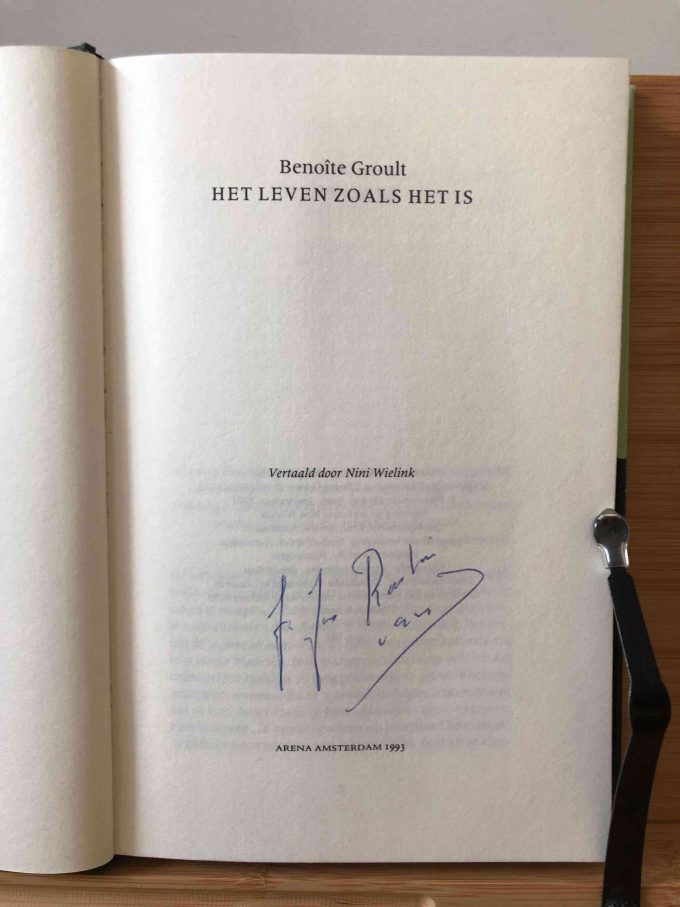 Benoîte Groult
HET LEVEN ZOALS HET IS
Vertaald door Nini Wielink
ARENA AMSTERDAM 1993